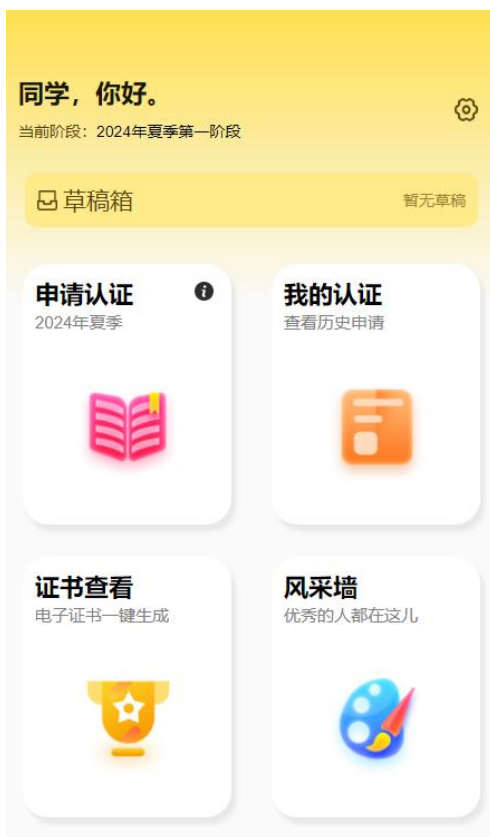 同学，你好。
当前阶段：2024年夏季第一阶段
草稿箱 暂无草稿
申请认证
2024年夏季
我的认证
查看历史申请
证书查看
电子证书一键生成
风采墙
优秀的人都在这儿